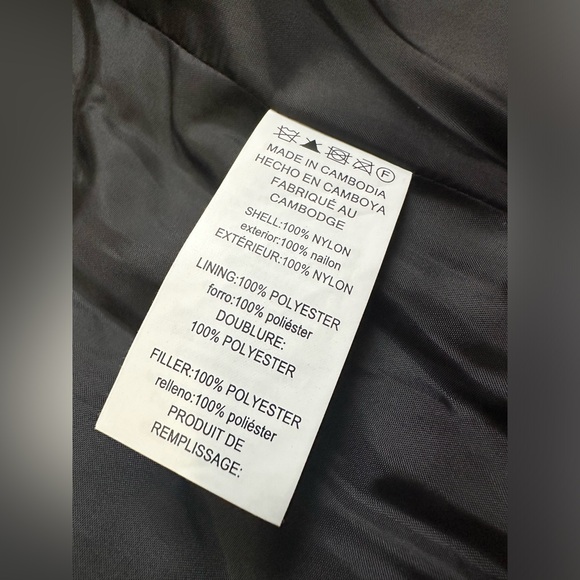 F
MADE IN CAMBODIA
HECHO EN CAMBOYA
FABRIQUÉ AU
CAMBODGE
SHELL:100% NYLON
exterior:100% nailon
EXTÉRIEUR:100% NYLON
LINING:100% POLYESTER
forro:100% poliéster
DOUBLURE:
100% POLYESTER
FILLER:100% POLYESTER
relleno:100% poliéster
PRODUIT DE
REMPLISSAGE: